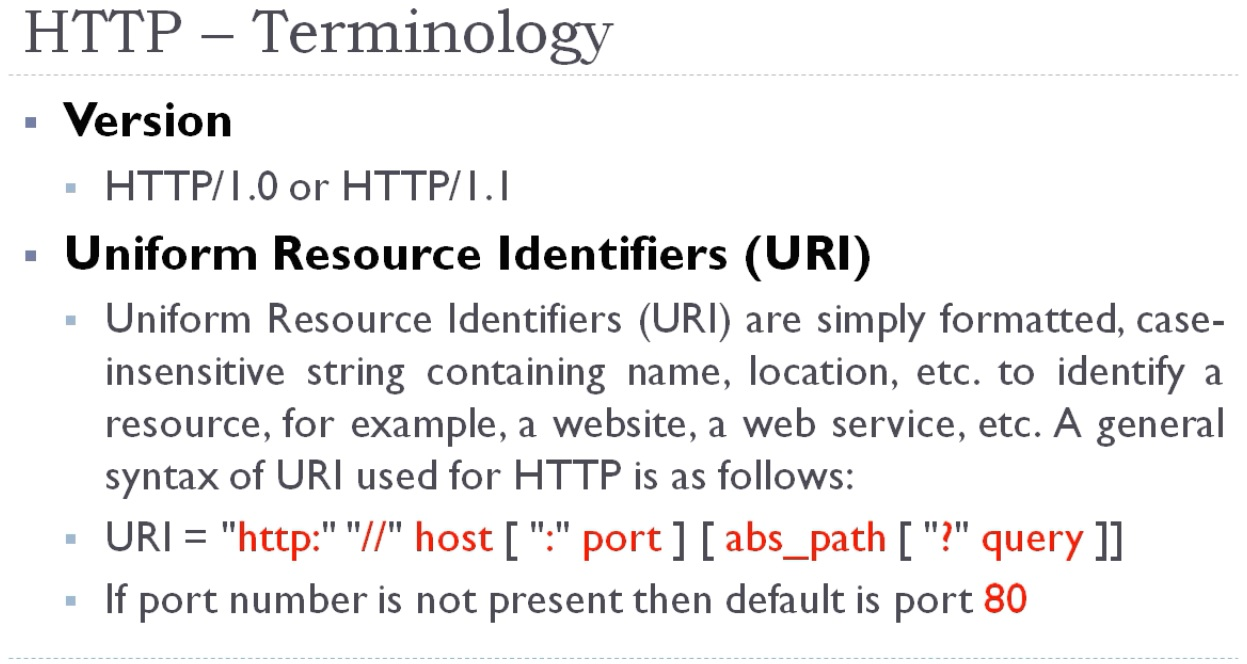 HTTP – Terminology
Version
HTTP/1.0 or HTTP/1.1
Uniform Resource Identifiers (URI)
Uniform Resource Identifiers (URI) are simply formatted, case-
insensitive string containing name, location, etc. to identify a
resource, for example, a website, a web service, etc. A general
syntax of URI used for HTTP is as follows:
URI = "http:" "//" host [ ":" port ] [ abs_path [ "?" query ]]
If port number is not present then default is port 80